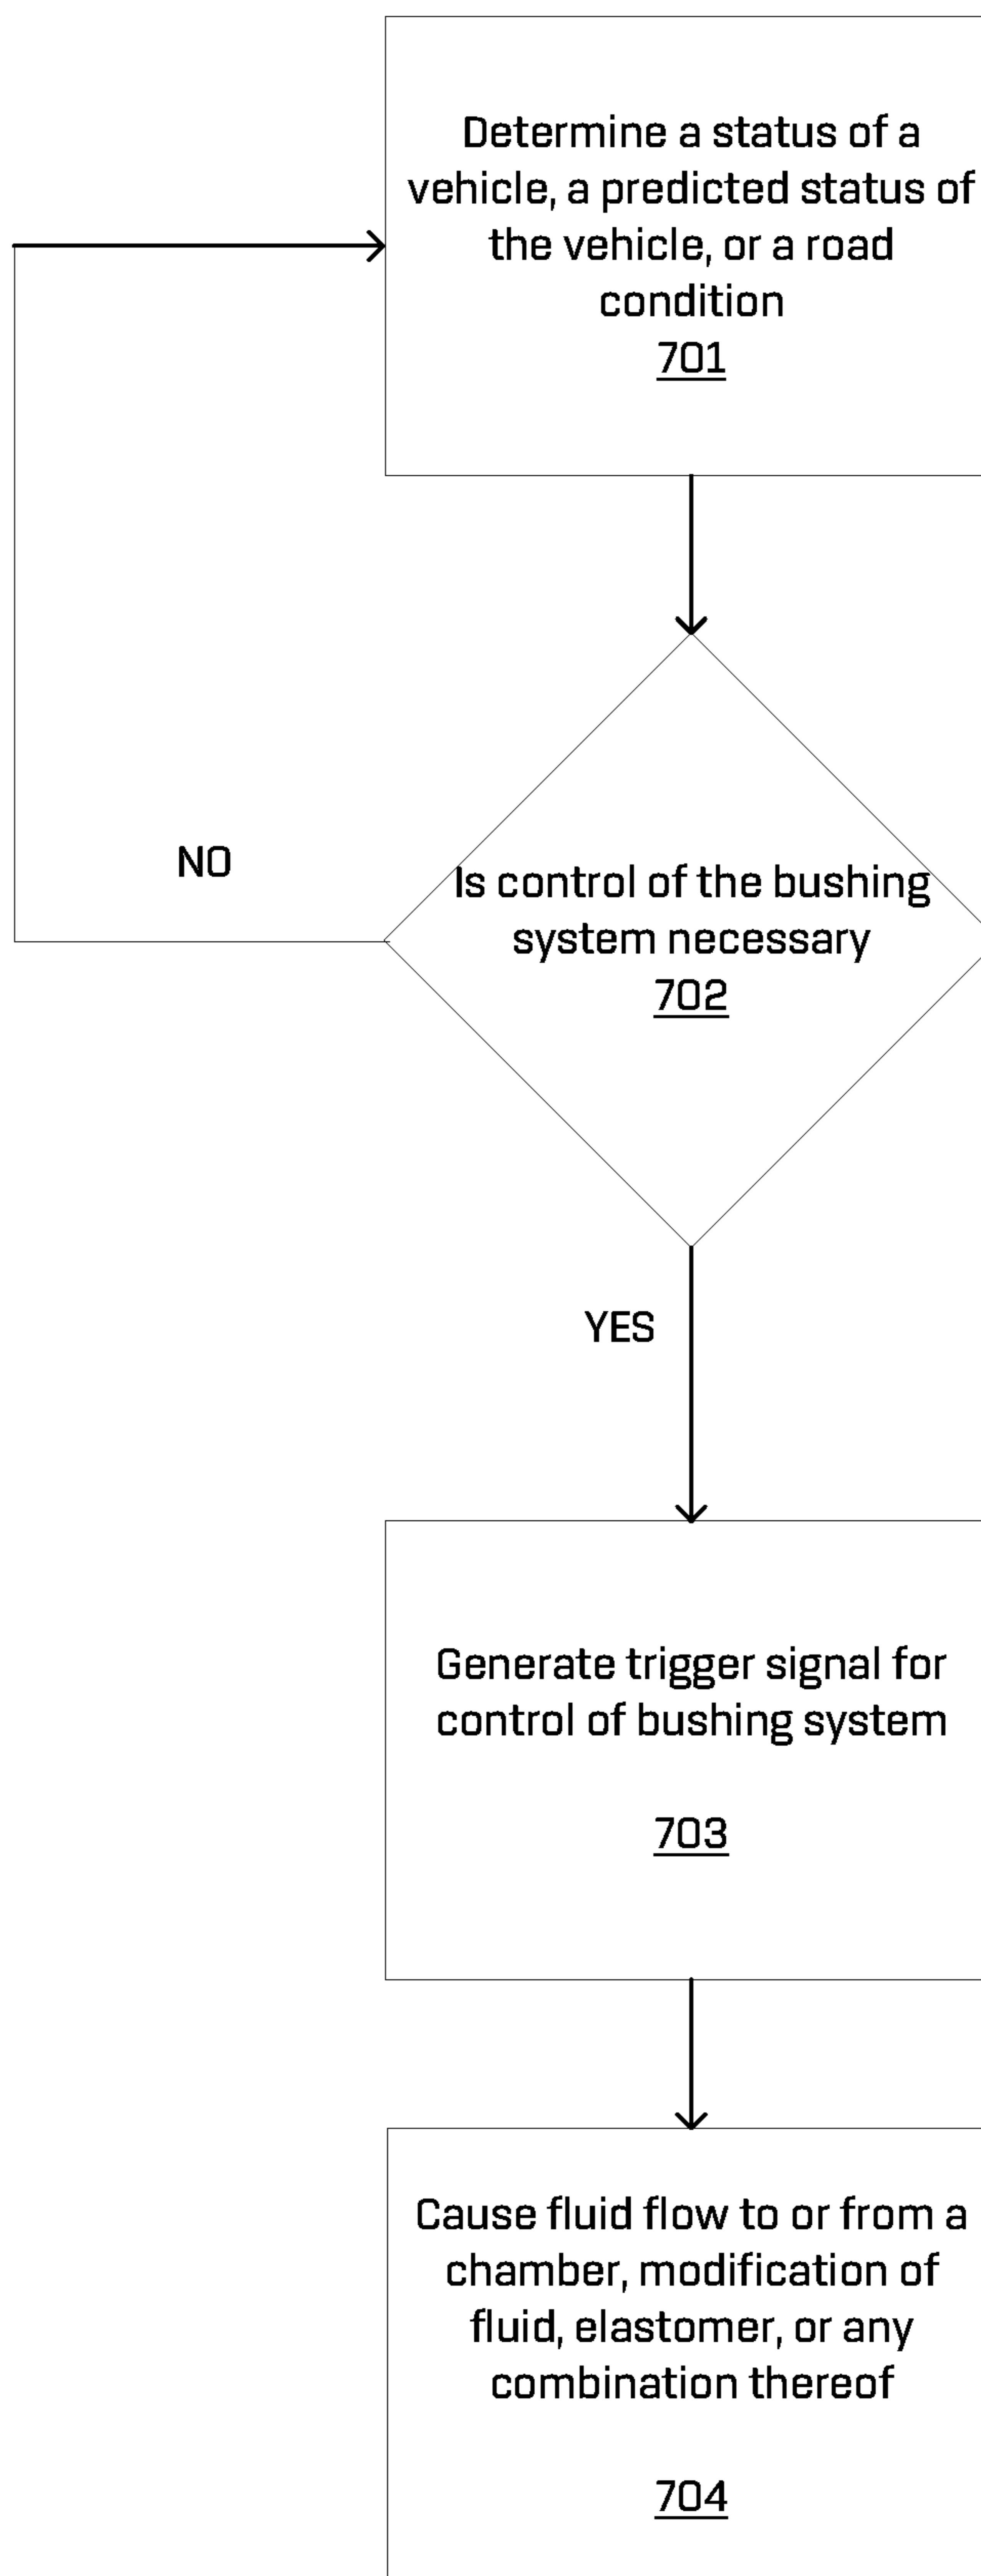 Determine a status of a
vehicle, a predicted status of
the vehicle, or a road
condition
701
NO
Is control of the bushing
system necessary
702
YES
Generate trigger signal for
control of bushing system
703
Cause fluid flow to or from a
chamber, modification of
fluid, elastomer, or any
combination thereof
704